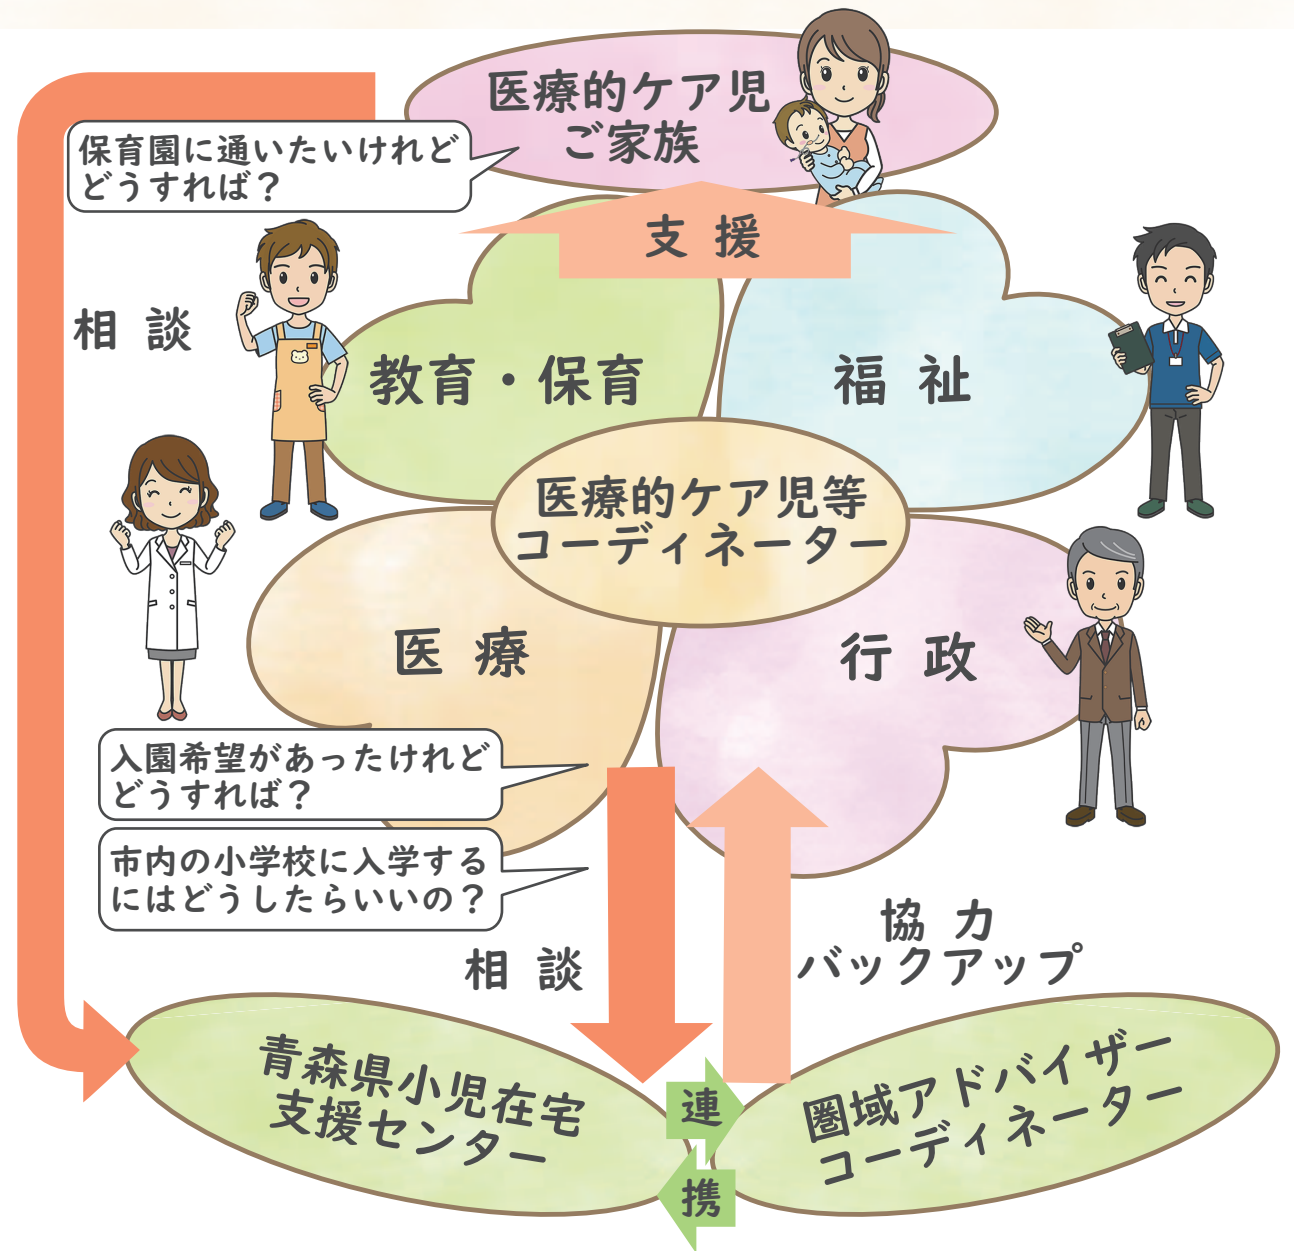 医療的ケア児
ご家族
保育園に通いたいけれど
どうすれば？
支 援
相 談
教育・保育
福 祉
医療的ケア児等
コーディネーター
医 療
行 政
入園希望があったけれど
どうすれば？
市内の小学校に入学する
にはどうしたらいいの？
相 談
協 力
バックアップ
青森県小児在宅
支援センター
連
携
圏域アドバイザー
コーディネーター